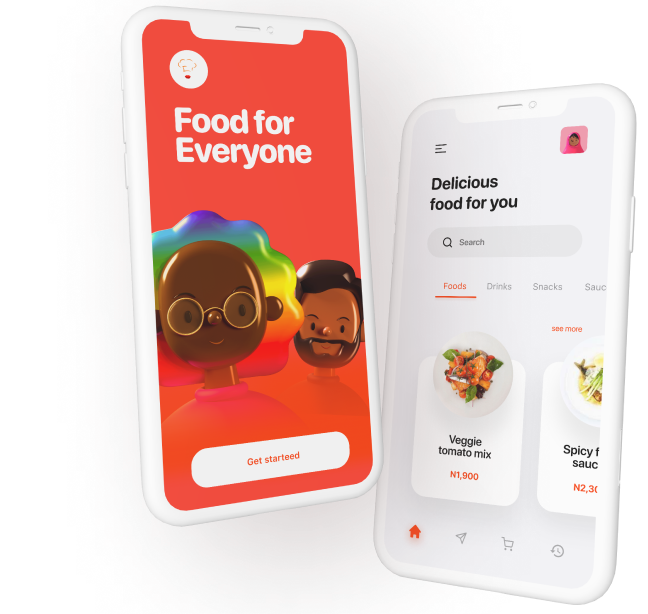 Food for
Everyone
Get starteed
Delicious
food for you
Search
Foods Drinks Snacks Sauc
see more
Veggie
tomato mix
N1,900
Spicy f
sauc
N2,30